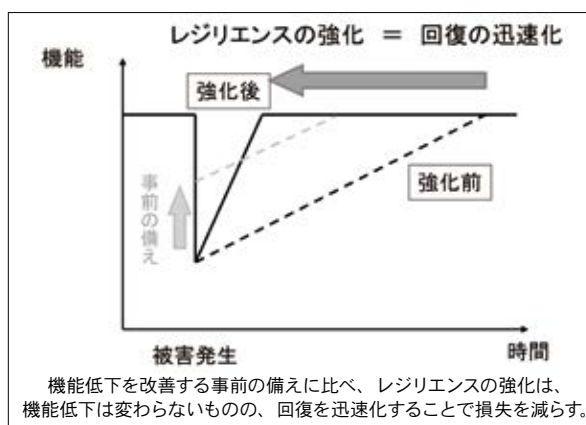 レジリエンスの強化 ＝ 回復の迅速化
機能
強化後
事前の備え
強化前
被害発生
時間
機能低下を改善する事前の備えに比べ、レジリエンスの強化は、
機能低下は変わらないものの、回復を迅速化することで損失を減らす。